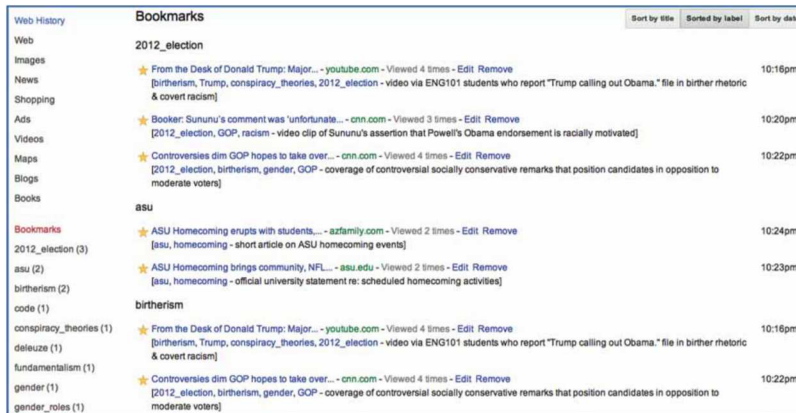 Web History
Web
Images
News
Shopping
Ads
Videos
Maps
Blogs
Books
Bookmarks
2012_election (3)
asu (2)
birtherism (2)
code (1)
conspiracy_theories (1)
deleuze (1)
fundamentalism (1)
gender (1)
gender_roles (1)
Bookmarks
Sort by title Sorted by label Sort by date
2012_election
From the Desk of Donald Trump: Major... - youtube.com - Viewed 4 times - Edit Remove 10:16pm
[birtherism, Trump, conspiracy_theories, 2012_election - video via ENG101 students who report "Trump calling out Obama." file in birther rhetoric
& covert racism]
Booker: Sununu's comment was 'unfortunate... - cnn.com - Viewed 3 times - Edit Remove 10:20pm
[2012_election, GOP, racism - video clip of Sununu's assertion that Powell's Obama endorsement is racially motivated]
Controversies dim GOP hopes to take over... - cnn.com - Viewed 4 times - Edit Remove 10:22pm
[2012_election, birtherism, gender, GOP - coverage of controversial socially conservative remarks that position candidates in opposition to
moderate voters]
asu
ASU Homecoming erupts with students,... - azfamily.com - Viewed 2 times - Edit Remove 10:24pm
[asu, homecoming - short article on ASU homecoming events]
ASU Homecoming brings community, NFL... - asu.edu - Viewed 2 times - Edit Remove 10:23pm
[asu, homecoming - official university statement re: scheduled homecoming activities]
birtherism
From the Desk of Donald Trump: Major... - youtube.com - Viewed 4 times - Edit Remove 10:16pm
[birtherism, Trump, conspiracy_theories, 2012_election - video via ENG101 students who report "Trump calling out Obama." file in birther rhetoric
& covert racism]
Controversies dim GOP hopes to take over... - cnn.com - Viewed 4 times - Edit Remove 10:22pm
[2012_election, birtherism, gender, GOP - coverage of controversial socially conservative remarks that position candidates in opposition to
moderate voters]